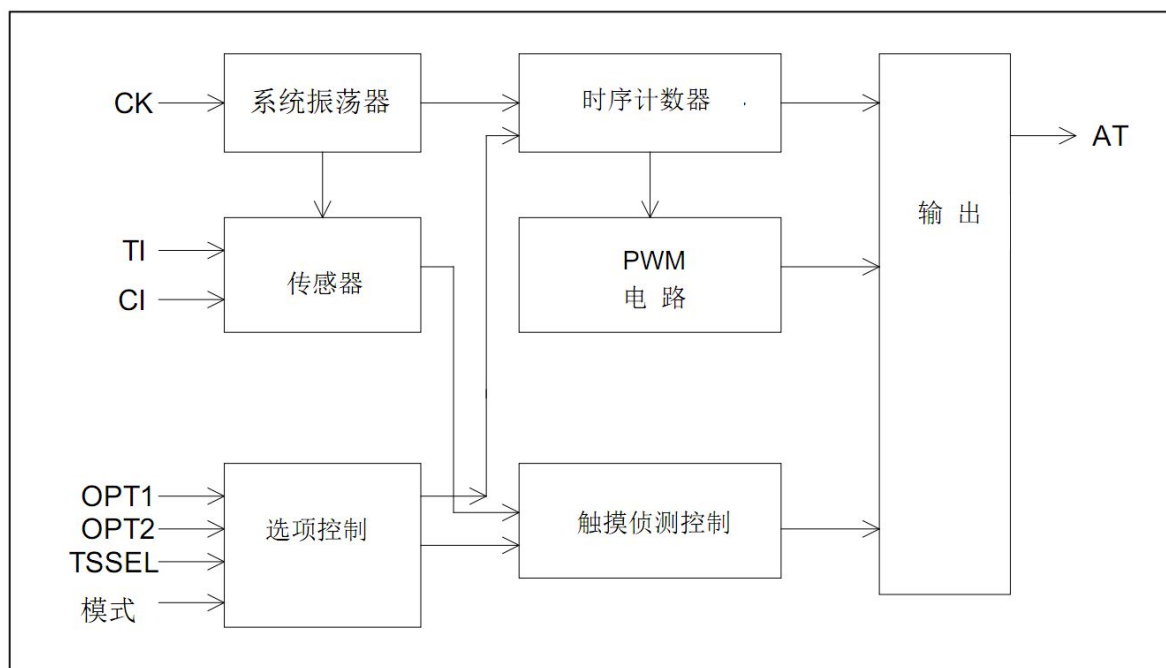 CK
系统振荡器
时序计数器
AT
输 出
TI
CI
传感器
PWM
电 路
OPT1
OPT2
TSSEL
模式
选项控制
触摸侦测控制